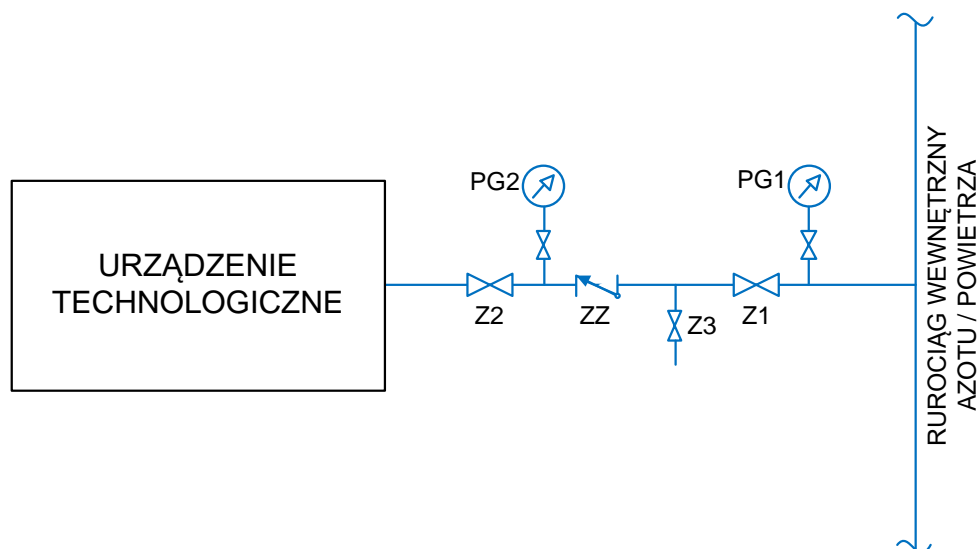 URZĄDZENIE
TECHNOLOGICZNE
PG2
PG1
Z2
ZZ
Z3
Z1
RUROCIĄG WEWNĘTRZNY
AZOTU / POWIETRZA